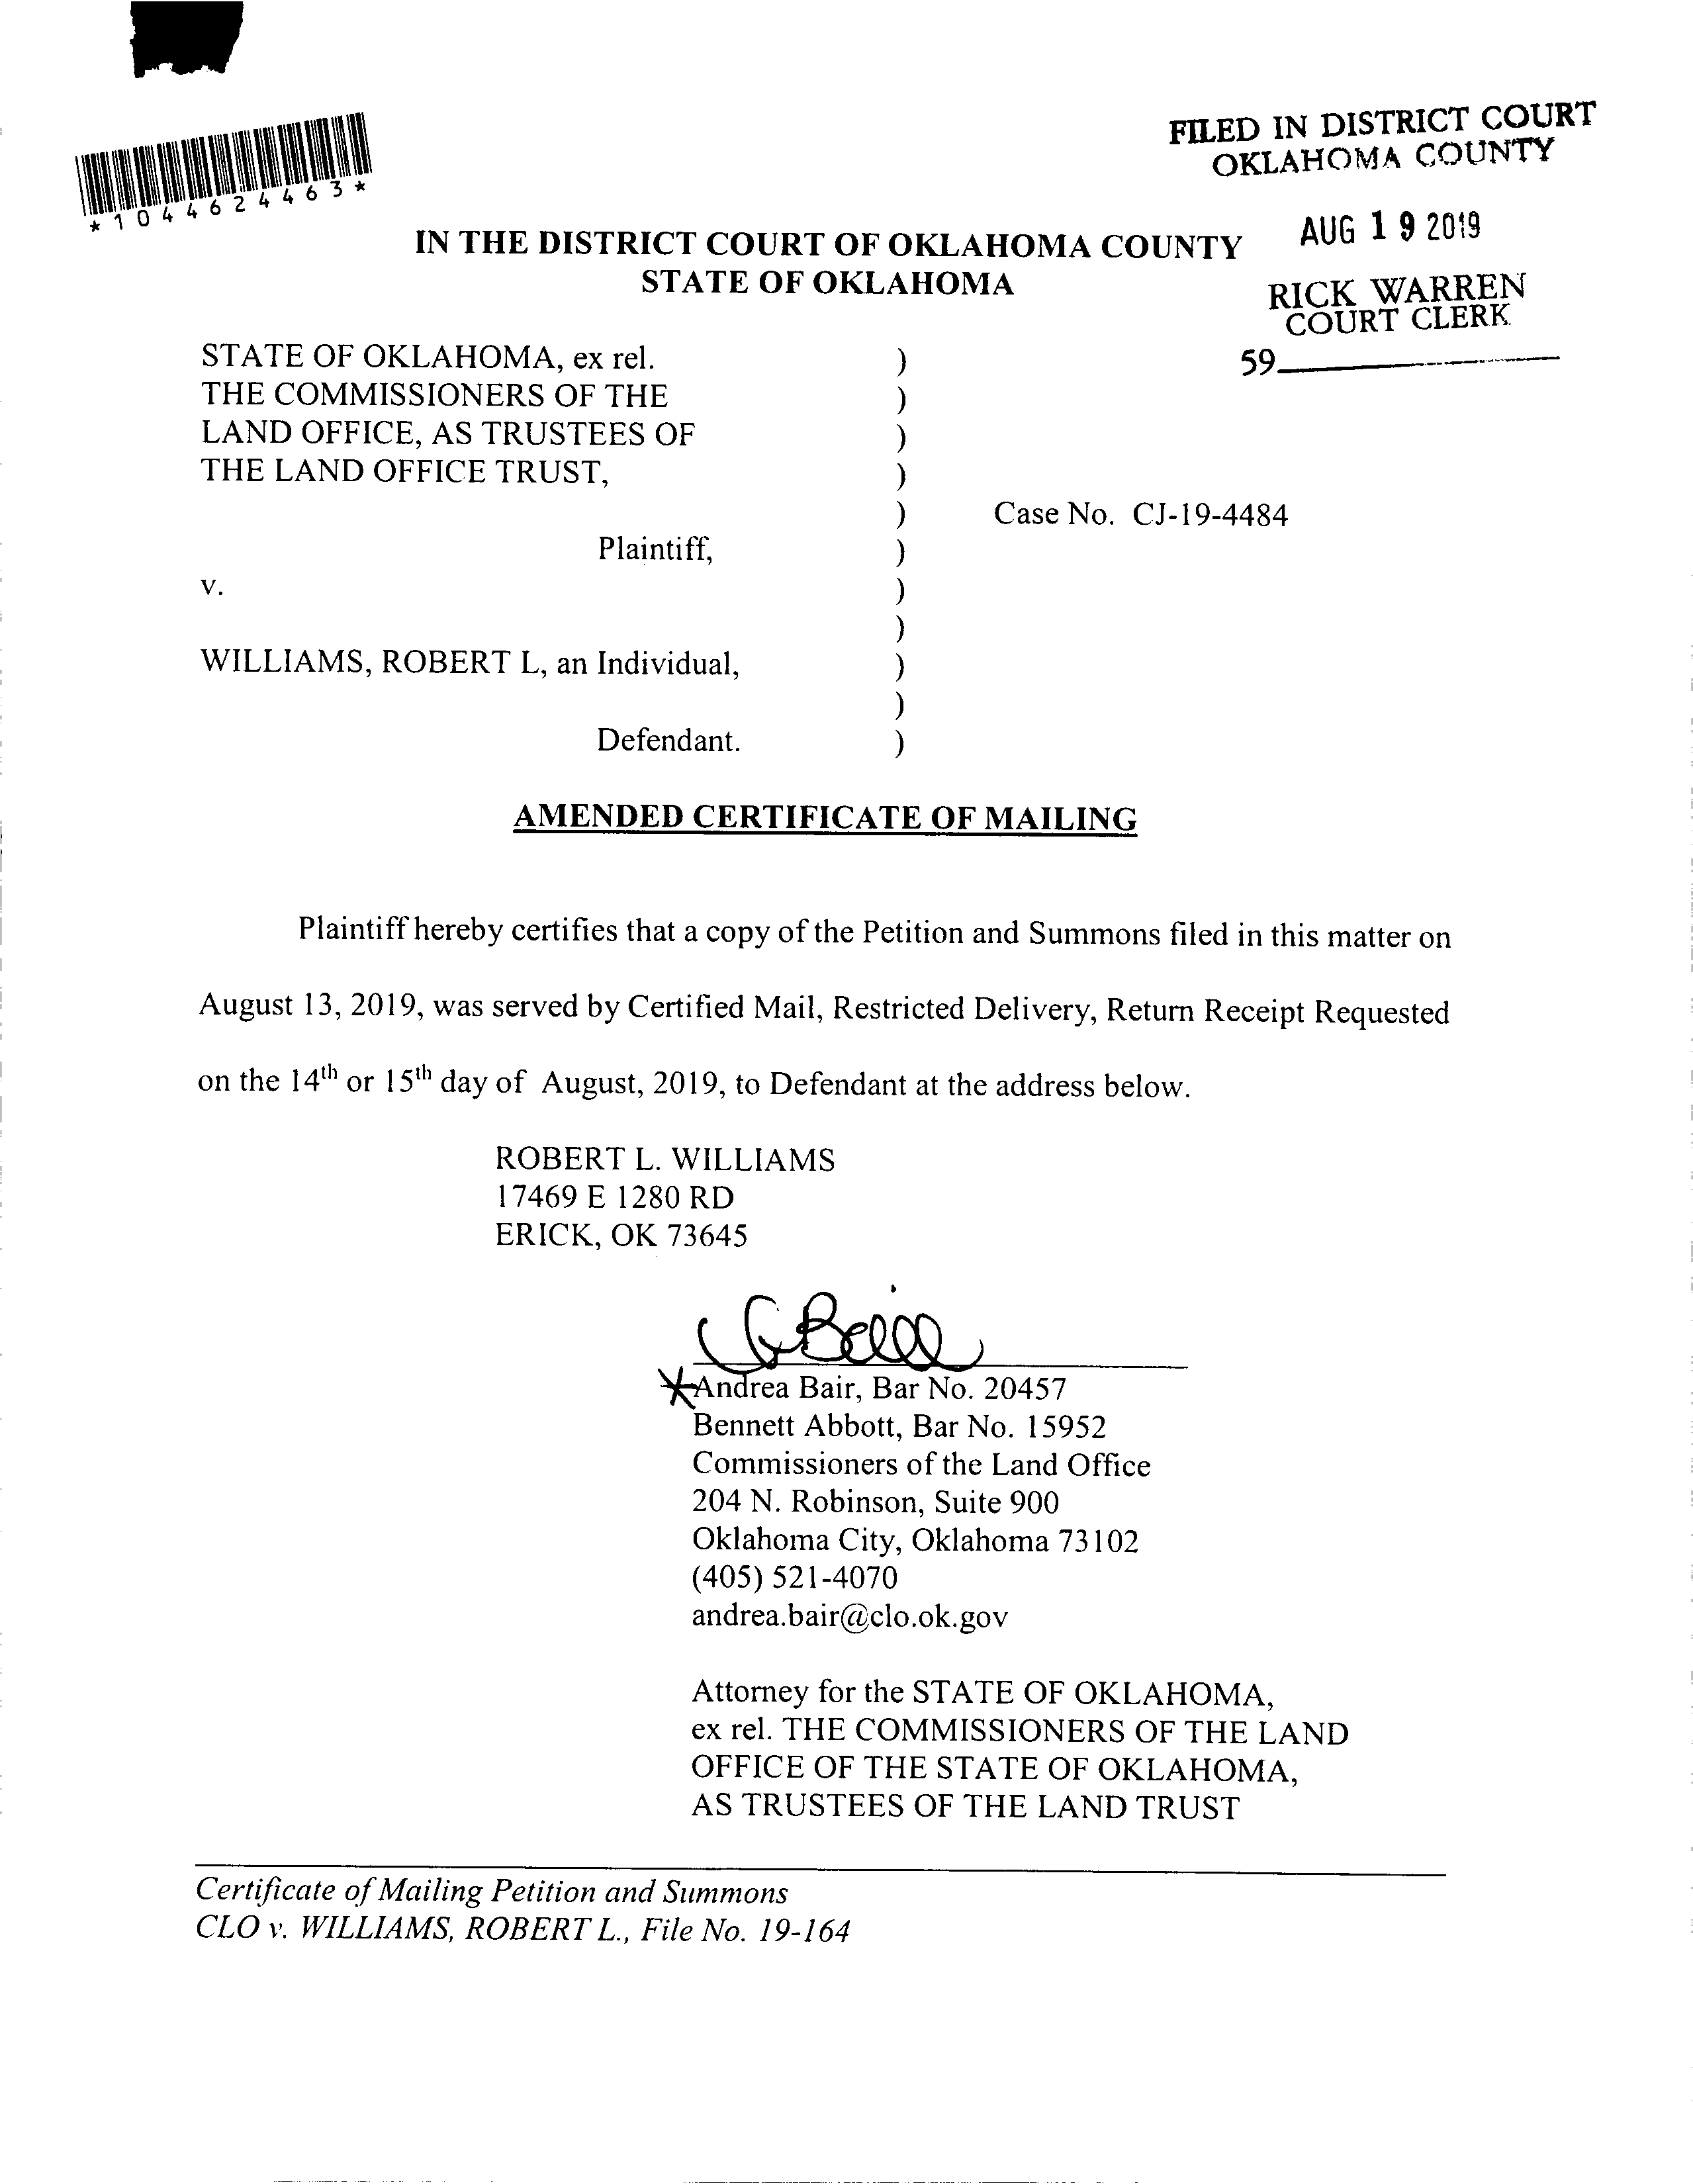 *1044624463*
FILED IN DISTRICT COURT
OKLAHOMA COUNTY
AUG 19 2019
RICK WARREN
COURT CLERK
59
IN THE DISTRICT COURT OF OKLAHOMA COUNTY
STATE OF OKLAHOMA
STATE OF OKLAHOMA, ex rel. )
THE COMMISSIONERS OF THE )
LAND OFFICE, AS TRUSTEES OF )
THE LAND OFFICE TRUST, )
) Case No. CJ-19-4484
Plaintiff, )
v. )
)
WILLIAMS, ROBERT L, an Individual, )
)
Defendant. )
AMENDED CERTIFICATE OF MAILING
Plaintiff hereby certifies that a copy of the Petition and Summons filed in this matter on
August 13, 2019, was served by Certified Mail, Restricted Delivery, Return Receipt Requested
on the 14th or 15th day of August, 2019, to Defendant at the address below.
ROBERT L. WILLIAMS
17469 E 1280 RD
ERICK, OK 73645
Andrea Bair, Bar No. 20457
Bennett Abbott, Bar No. 15952
Commissioners of the Land Office
204 N. Robinson, Suite 900
Oklahoma City, Oklahoma 73102
(405) 521-4070
andrea.bair@clo.ok.gov
Attorney for the STATE OF OKLAHOMA,
ex rel. THE COMMISSIONERS OF THE LAND
OFFICE OF THE STATE OF OKLAHOMA,
AS TRUSTEES OF THE LAND TRUST
Certificate of Mailing Petition and Summons
CLO v. WILLIAMS, ROBERT L., File No. 19-164